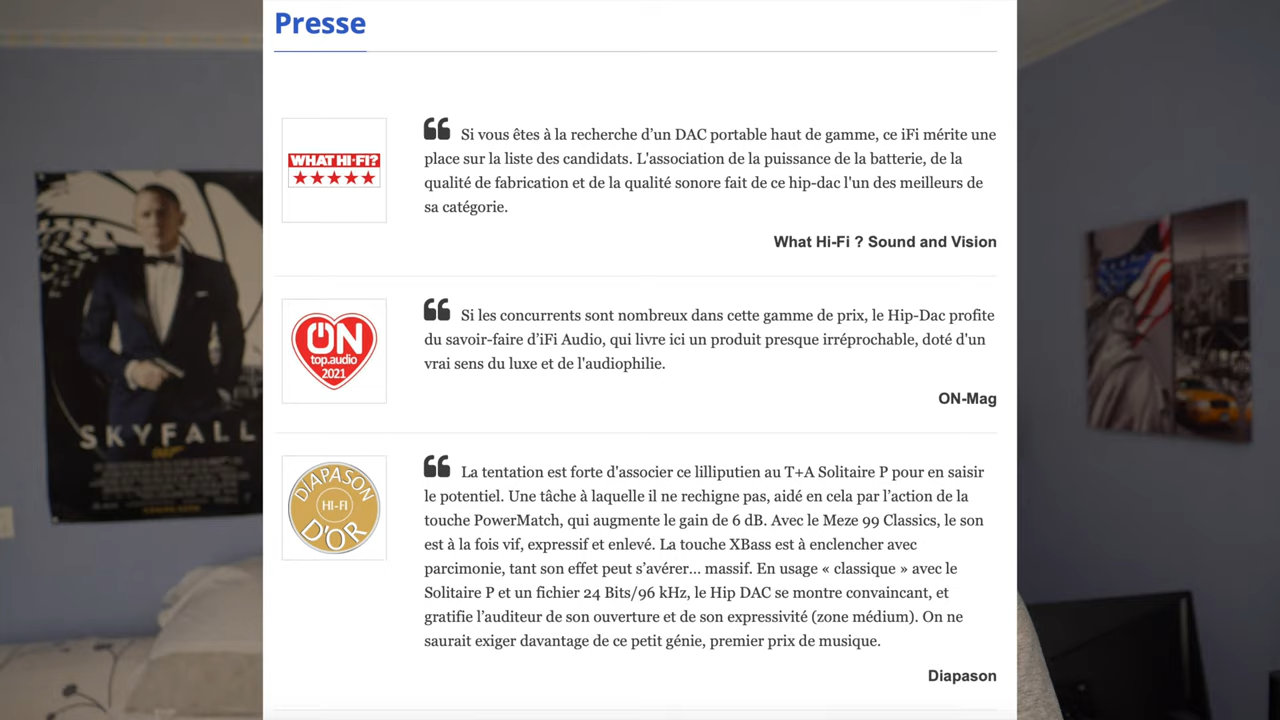 Presse
WHAT HI-FI?
Si vous êtes à la recherche d’un DAC portable haut de gamme, ce iFi mérite une
place sur la liste des candidats. L'association de la puissance de la batterie, de la
qualité de fabrication et de la qualité sonore fait de ce hip-dac l'un des meilleurs de
sa catégorie.
What Hi-Fi ? Sound and Vision
ON
top.audio
2021
Si les concurrents sont nombreux dans cette gamme de prix, le Hip-Dac profite
du savoir-faire d’iFi Audio, qui livre ici un produit presque irréprochable, doté d'un
vrai sens du luxe et de l'audiophilie.
ON-Mag
DIAPASON
HI-FI
D'OR
La tentation est forte d'associer ce lilliputien au T+A Solitaire P pour en saisir
le potentiel. Une tâche à laquelle il ne rechigne pas, aidé en cela par l’action de la
touche PowerMatch, qui augmente le gain de 6 dB. Avec le Meze 99 Classics, le son
est à la fois vif, expressif et enlevé. La touche XBass est à enclencher avec
parcimonie, tant son effet peut s’avérer... massif. En usage « classique » avec le
Solitaire P et un fichier 24 Bits/96 kHz, le Hip DAC se montre convaincant, et
gratifie l’auditeur de son ouverture et de son expressivité (zone médium). On ne
saurait exiger davantage de ce petit génie, premier prix de musique.
Diapason
SKYFALL